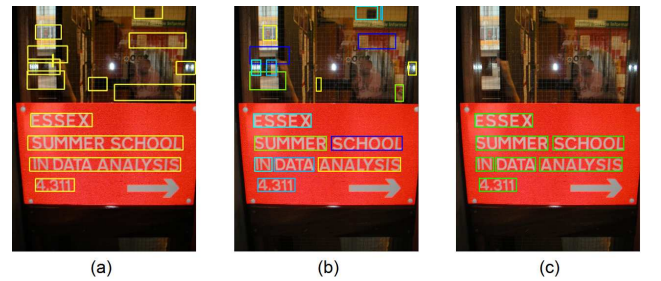 ESSEX
SUMMER SCHOOL
IN DATA ANALYSIS
4.311
ESSEX
SUMMER SCHOOL
IN DATA ANALYSIS
4.311
ESSEX
SUMMER SCHOOL
IN DATA ANALYSIS
4.311
(a) (b) (c)